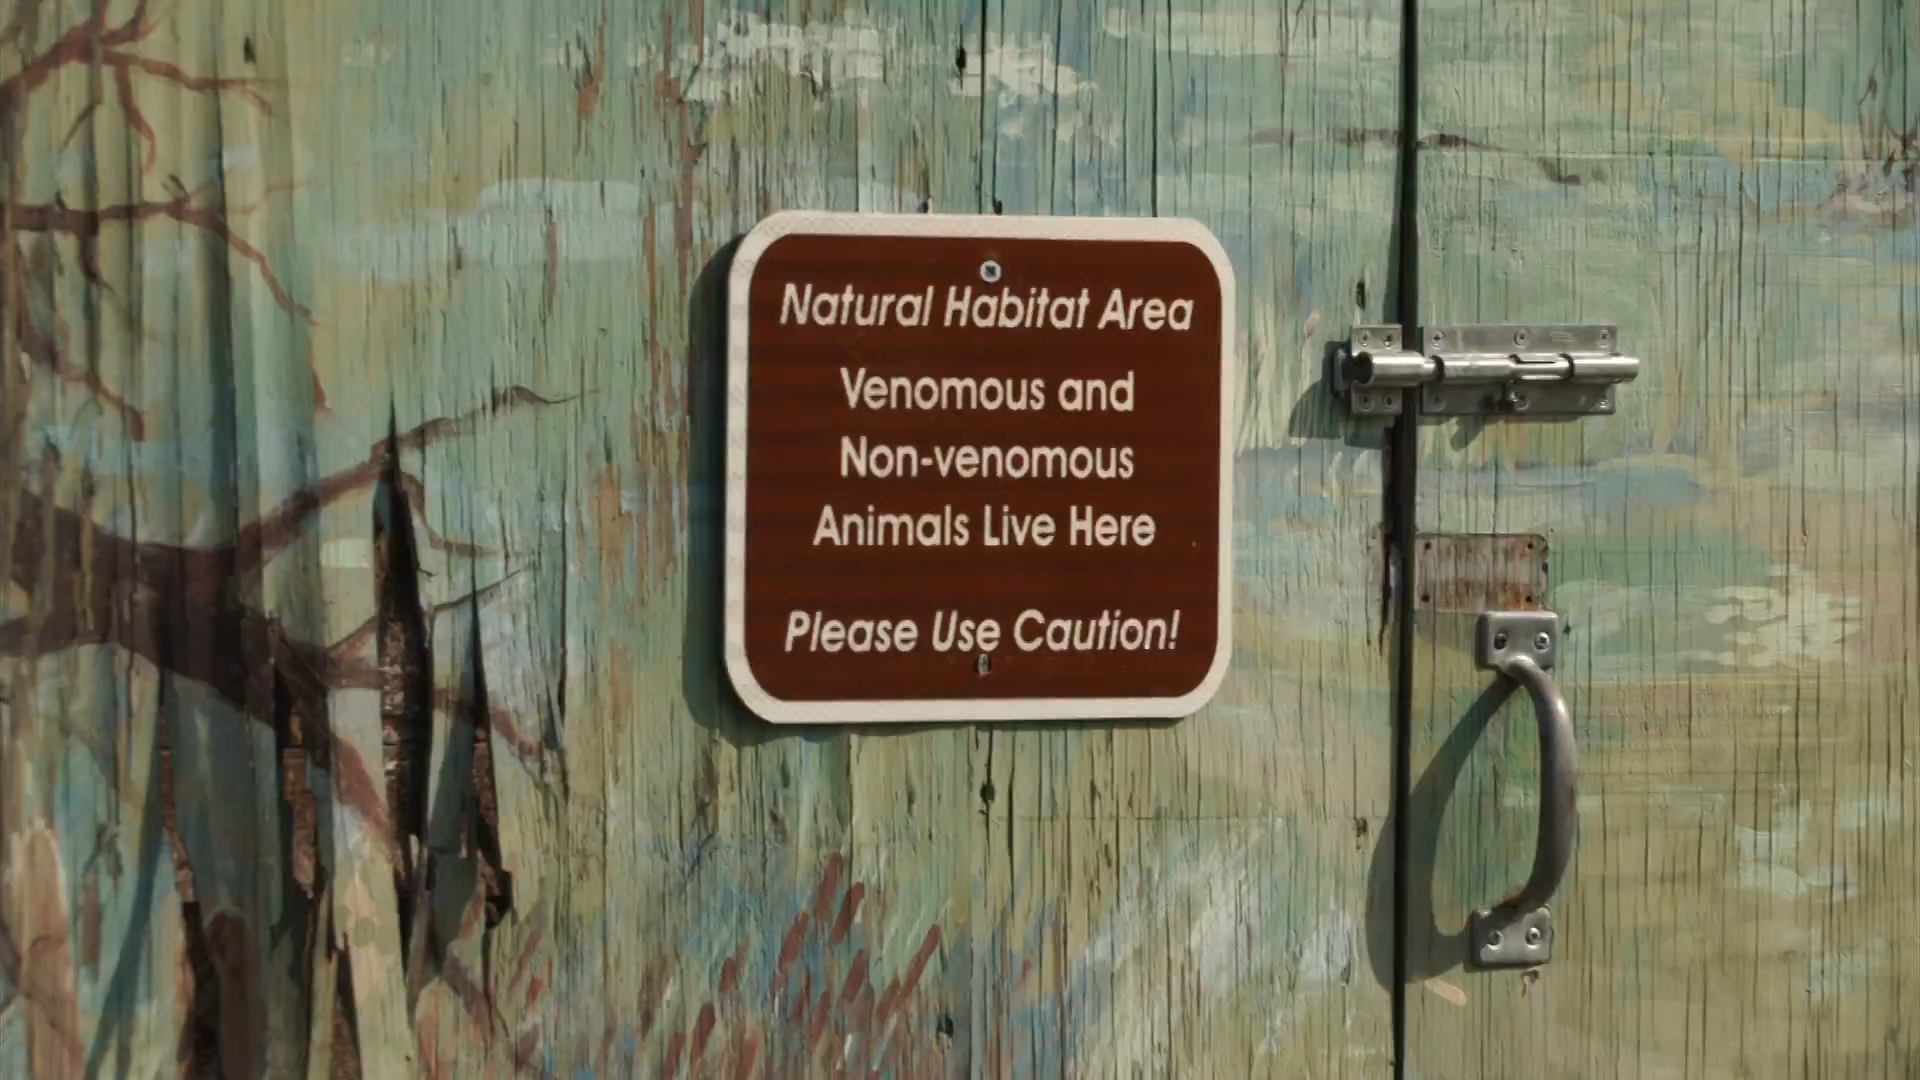 Natural Habitat Area
Venomous and
Non-venomous
Animals Live Here
Please Use Caution!